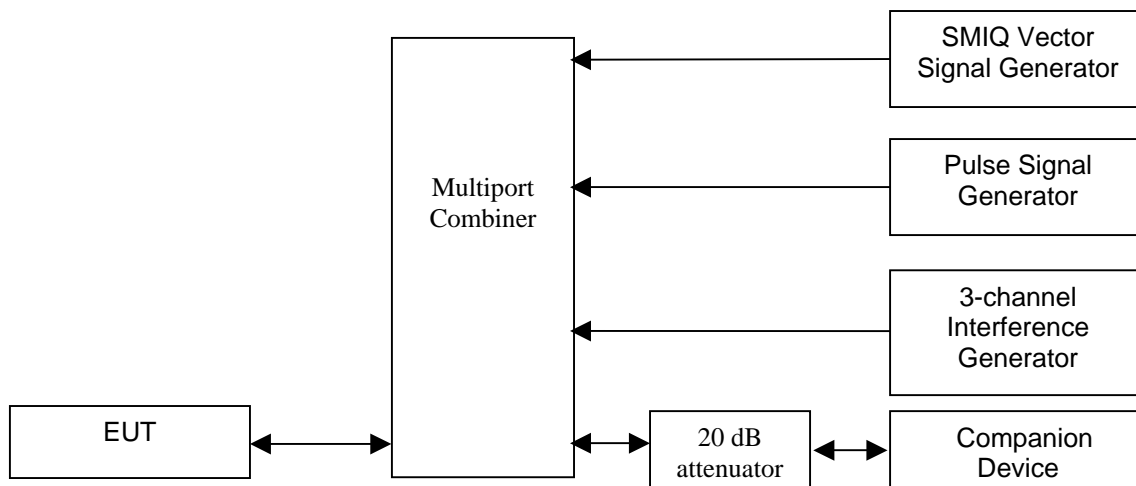 SMIQ Vector
Signal Generator
Pulse Signal
Generator
Multiport
Combiner
3-channel
Interference
Generator
EUT
20 dB
attenuator
Companion
Device